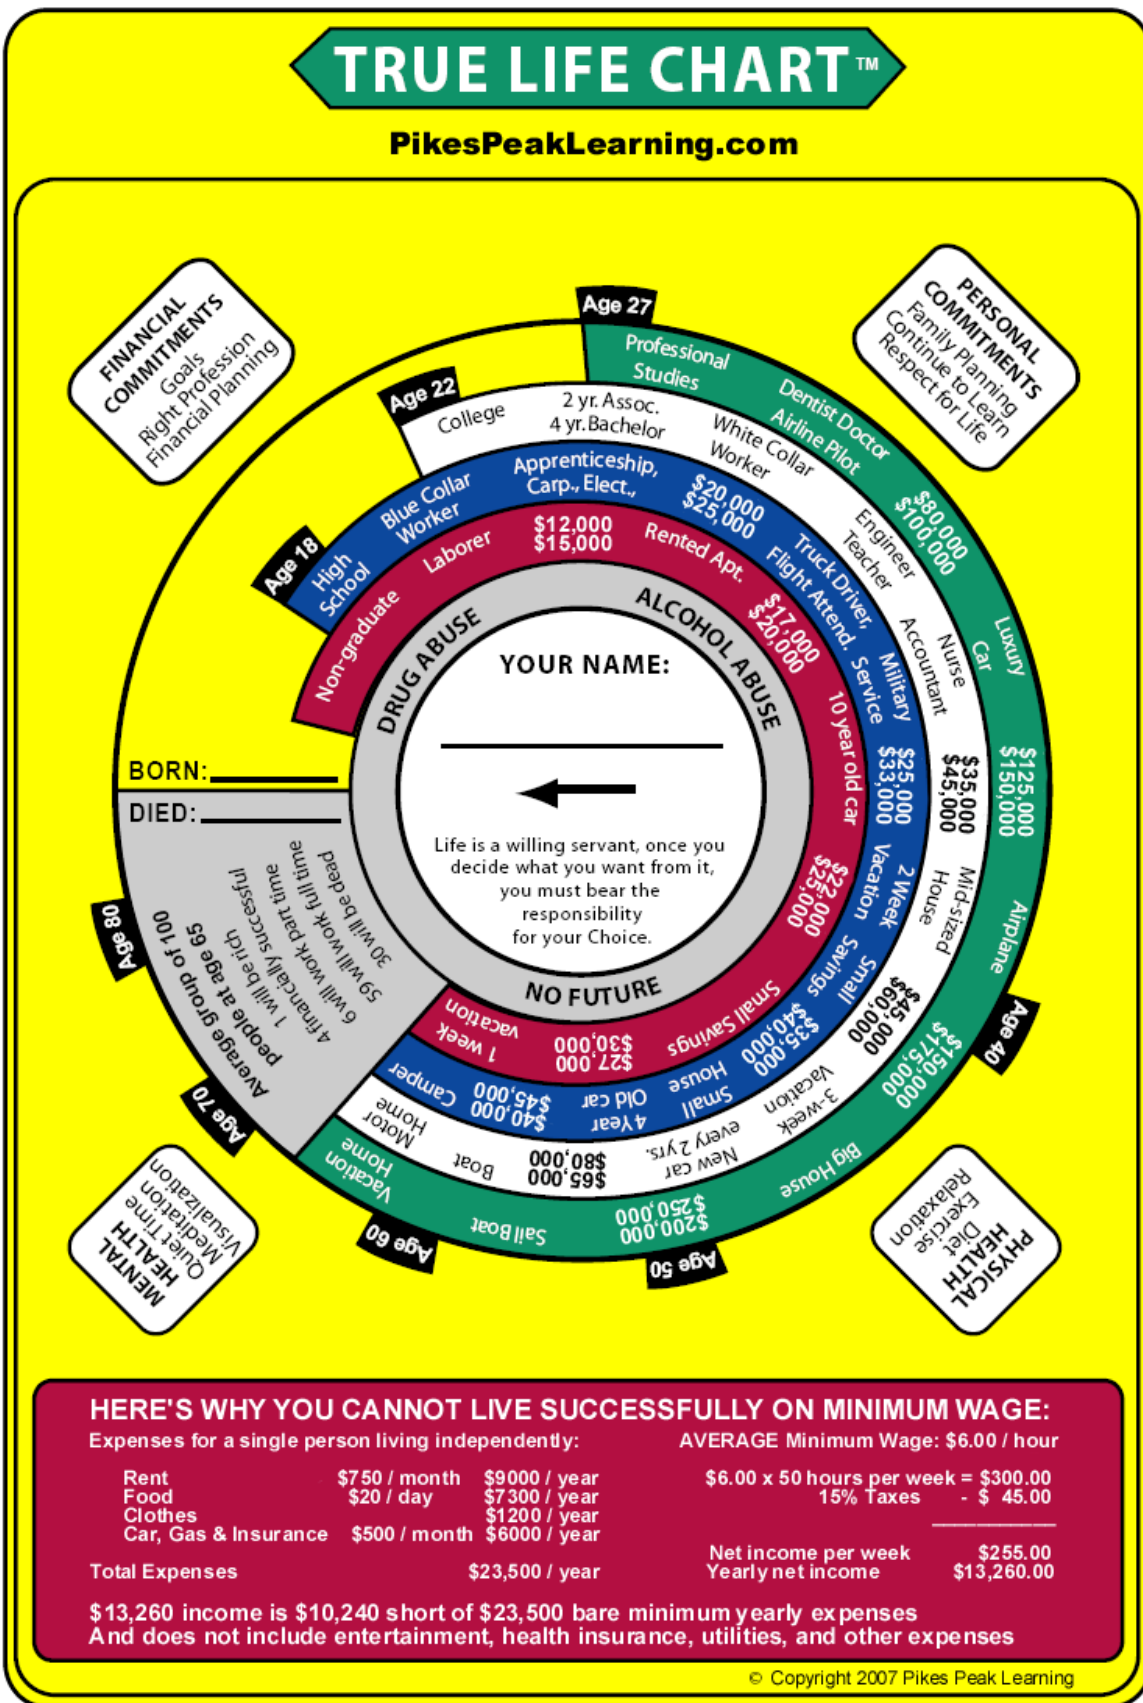 TRUE LIFE CHART™
PikesPeakLearning.com
FINANCIAL
COMMITMENTS
Goals
Right Profession
Financial Planning
PERSONAL
COMMITMENTS
Family Planning
Continue to Learn
Respect for Life
Age 27
Professional
Studies
Dentist Doctor
Airline Pilot
$80,000
$100,000
Luxury
Car
$125,000
$150,000
Airplane
Age 40
$150,000
$175,000
Big House
Age 50
$200,000
$250,000
Sail Boat
Age 60
Vacation
Home
Age 22
College
2 yr. Assoc.
4 yr. Bachelor
White Collar
Worker
Engineer
Teacher
Nurse
Accountant
$35,000
$45,000
Mid-sized
House
$45,000
$60,000
3-week
Vacation
New car
every 2 yrs.
$65,000
$80,000
Boat
Motor
Home
Age 18
High
School
Blue Collar
Worker
Apprenticeship,
Carp., Elect.,
$20,000
$25,000
Truck Driver,
Flight Attend.
Military
Service
$25,000
$33,000
2 Week
Vacation
Small
Savings
$35,000
$40,000
Small
House
4 Year
Old car
$40,000
$45,000
Camper
Non-graduate
Laborer
$12,000
$15,000
Rented Apt.
$17,000
$20,000
10 year old car
$22,000
$25,000
Small Savings
$27,000
$30,000
1 week
vacation
DRUG ABUSE
ALCOHOL ABUSE
NO FUTURE
YOUR NAME:
Life is a willing servant, once you
decide what you want from it,
you must bear the
responsibility
for your Choice.
BORN:
DIED:
Average group of 100
people at age 65
1 will be rich
4 financially successful
6 will work part time
59 will work full time
30 will be dead
Age 80
Age 70
MENTAL
HEALTH
Quiet Time
Meditation
Visualization
PHYSICAL
HEALTH
Diet
Exercise
Relaxation
HERE'S WHY YOU CANNOT LIVE SUCCESSFULLY ON MINIMUM WAGE:
Expenses for a single person living independently:
Rent $750 / month $9000 / year
Food $20 / day $7300 / year
Clothes $1200 / year
Car, Gas & Insurance $500 / month $6000 / year
Total Expenses $23,500 / year
AVERAGE Minimum Wage: $6.00 / hour
$6.00 x 50 hours per week = $300.00
15% Taxes - $ 45.00
Net income per week $255.00
Yearly net income $13,260.00
$13,260 income is $10,240 short of $23,500 bare minimum yearly expenses
And does not include entertainment, health insurance, utilities, and other expenses
© Copyright 2007 Pikes Peak Learning